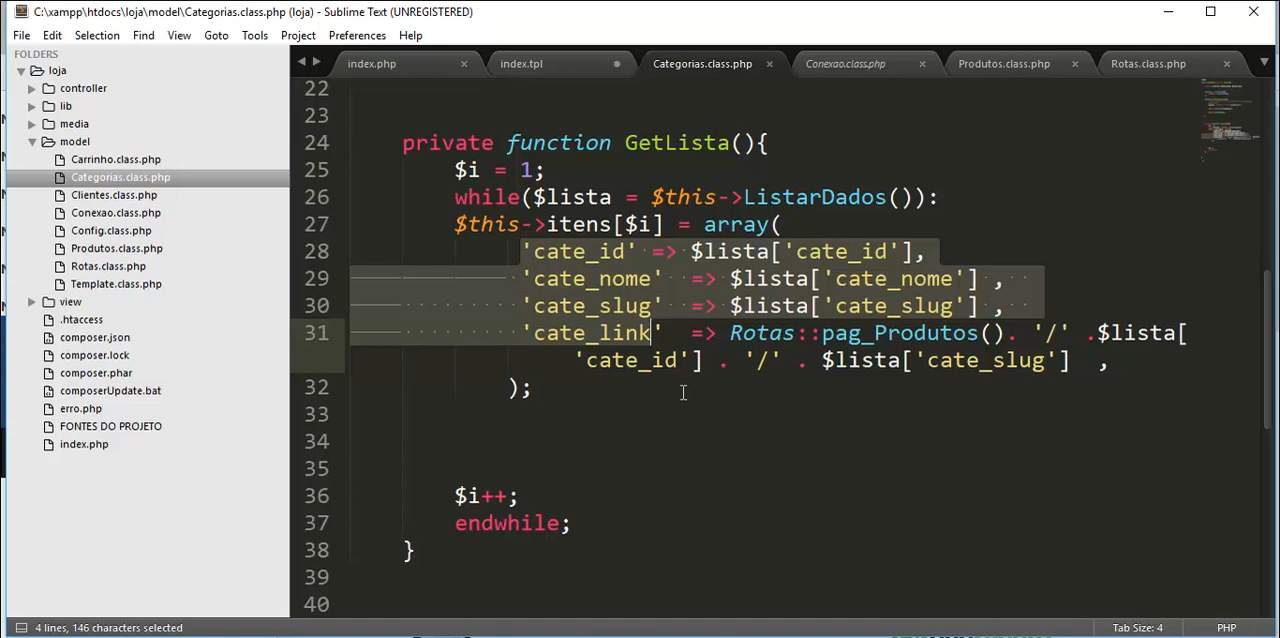 C:\xampp\htdocs\loja\model\Categorias.class.php (loja) - Sublime Text (UNREGISTERED)
File Edit Selection Find View Goto Tools Project Preferences Help
FOLDERS
loja
controller
lib
media
model
Carrinho.class.php
Categorias.class.php
Clientes.class.php
Conexao.class.php
Config.class.php
Produtos.class.php
Rotas.class.php
Template.class.php
view
.htaccess
composer.json
composer.lock
composer.phar
composerUpdate.bat
erro.php
FONTES DO PROJETO
index.php
index.php index.tpl Categorias.class.php Conexao.class.php Produtos.class.php Rotas.class.php
22
23
24 private function GetLista(){
25 $i = 1;
26 while($lista = $this->ListarDados()):
27 $this->itens[$i] = array(
28 'cate_id' => $lista['cate_id'],
29 'cate_nome' => $lista['cate_nome'] ,
30 'cate_slug' => $lista['cate_slug'] ,
31 'cate_link' => Rotas::pag_Produtos(). '/' .$lista[
'cate_id'] . '/' . $lista['cate_slug'] ,
32 );
33
34
35
36 $i++;
37 endwhile;
38 }
39
40
4 lines, 146 characters selected Tab Size: 4 PHP